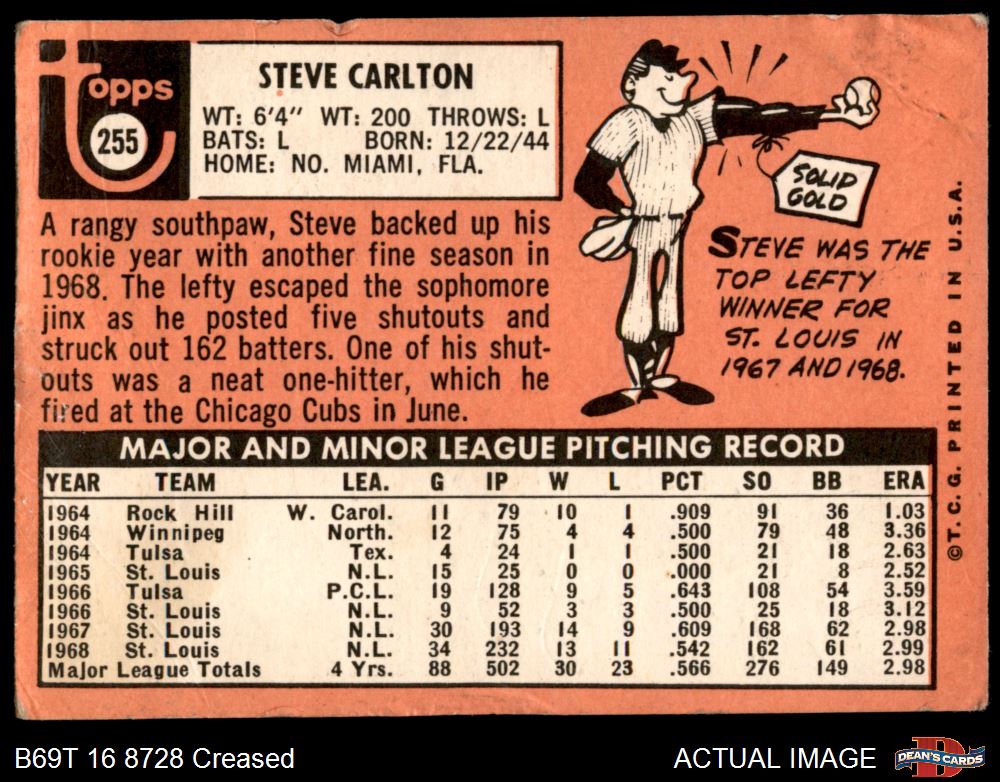 Topps
255
STEVE CARLTON
WT: 6'4" WT: 200 THROWS: L
BATS: L BORN: 12/22/44
HOME: NO. MIAMI, FLA.
A rangy southpaw, Steve backed up his
rookie year with another fine season in
1968. The lefty escaped the sophomore
jinx as he posted five shutouts and
struck out 162 batters. One of his shut-
outs was a neat one-hitter, which he
fired at the Chicago Cubs in June.
SOLID
GOLD
STEVE WAS THE
TOP LEFTY
WINNER FOR
ST. LOUIS IN
1967 AND 1968.
©T.C.G. PRINTED IN U.S.A.
MAJOR AND MINOR LEAGUE PITCHING RECORD
YEAR TEAM LEA. G IP W L PCT SO BB ERA
1964 Rock Hill W. Carol. 11 79 10 1 .909 91 36 1.03
1964 Winnipeg North. 12 75 4 4 .500 79 48 3.36
1964 Tulsa Tex. 4 24 1 1 .500 21 18 2.63
1965 St. Louis N.L. 15 25 0 0 .000 21 8 2.52
1966 Tulsa P.C.L. 19 128 9 5 .643 108 54 3.59
1966 St. Louis N.L. 9 52 3 3 .500 25 18 3.12
1967 St. Louis N.L. 30 193 14 9 .609 168 62 2.98
1968 St. Louis N.L. 34 232 13 11 .542 162 61 2.99
Major League Totals 4 Yrs. 88 502 30 23 .566 276 149 2.98
B69T 16 8728 Creased
ACTUAL IMAGE
D
DEAN'S CARDS